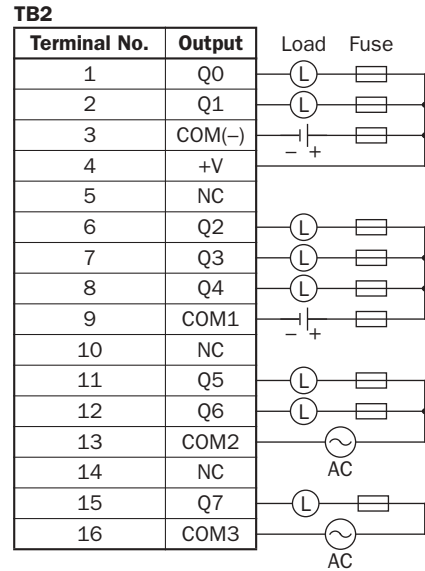 TB2
Terminal No. Output Load Fuse
1 Q0 L
2 Q1 L
3 COM(–) – +
4 +V
5 NC
6 Q2 L
7 Q3 L
8 Q4 L
9 COM1 – +
10 NC
11 Q5 L
12 Q6 L
13 COM2
AC
14 NC
15 Q7 L
16 COM3
AC